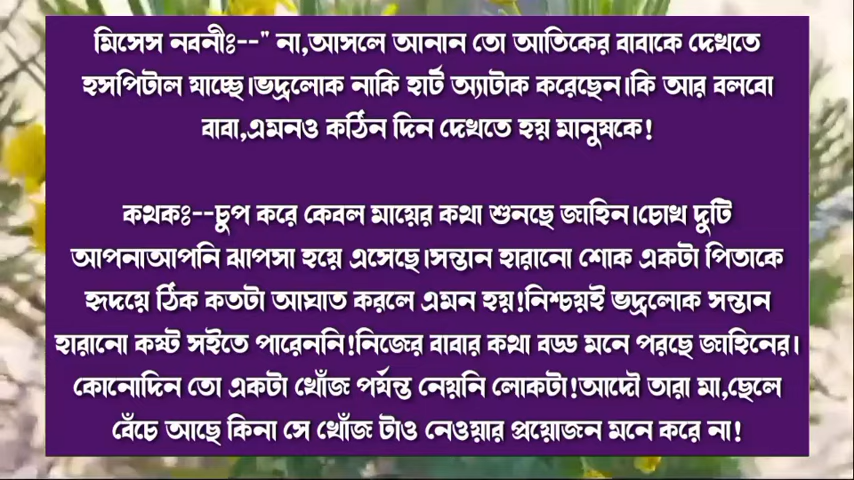 মিসেস নবনীঃ--" না,আসলে আনান তো আতিকের বাবাকে দেখতে
হসপিটাল যাচ্ছে।ভদ্রলোক নাকি হার্ট অ্যাটাক করেছেন।কি আর বলবো
বাবা,এমনও কঠিন দিন দেখতে হয় মানুষকে!
কথকঃ--চুপ করে কেবল মায়ের কথা শুনছে জাহিন।চোখ দুটি
আপনাআপনি ঝাপসা হয়ে এসেছে।সন্তান হারানো শোক একটা পিতাকে
হৃদয়ে ঠিক কতটা আঘাত করলে এমন হয়!নিশ্চয়ই ভদ্রলোক সন্তান
হারানো কষ্ট সইতে পারেননি!নিজের বাবার কথা বড্ড মনে পরছে জাহিনের।
কোনোদিন তো একটা খোঁজ পর্যন্ত নেয়নি লোকটা!আদৌ তারা মা,ছেলে
বেঁচে আছে কিনা সে খোঁজ টাও নেওয়ার প্রয়োজন মনে করে না!